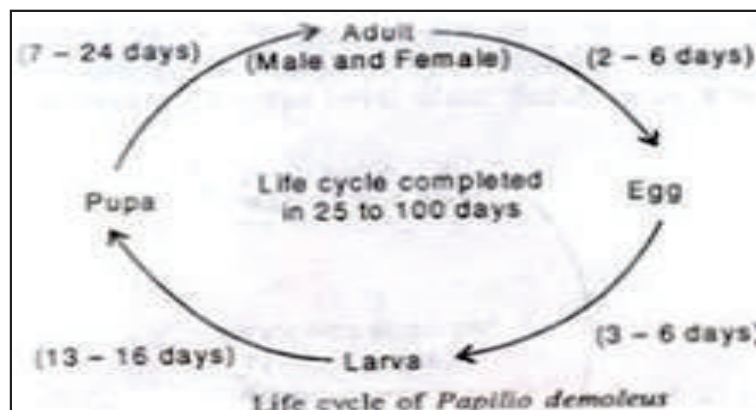 Adult
(Male and Female)
(7 – 24 days)
(2 – 6 days)
Life cycle completed
in 25 to 100 days
Pupa
Egg
(13 – 16 days)
Larva
(3 – 6 days)
Life cycle of Papilio demoleus